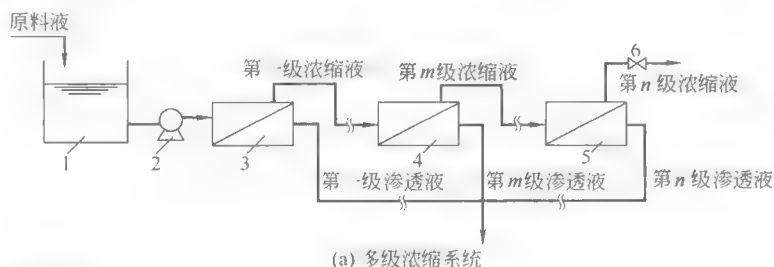 原料液
6
第一级浓缩液
第m级浓缩液
第n级浓缩液
1
2
3
4
5
第一级渗透液
第m级渗透液
第n级渗透液
(a) 多级浓缩系统